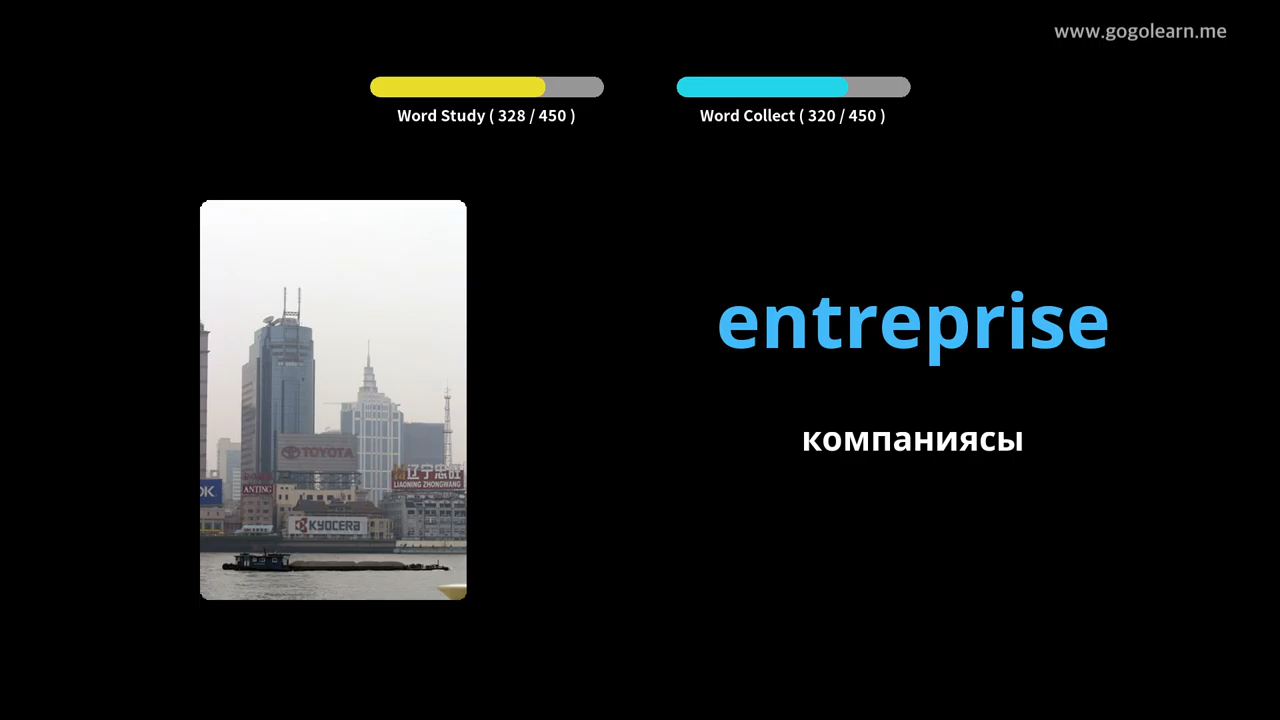 www.gogolearn.me
Word Study ( 328 / 450 )
Word Collect ( 320 / 450 )
entreprise
компаниясы
TOYOTA
辽宁忠旺
LIAONING ZHONGWANG
OK
ANTING
KYOCERA